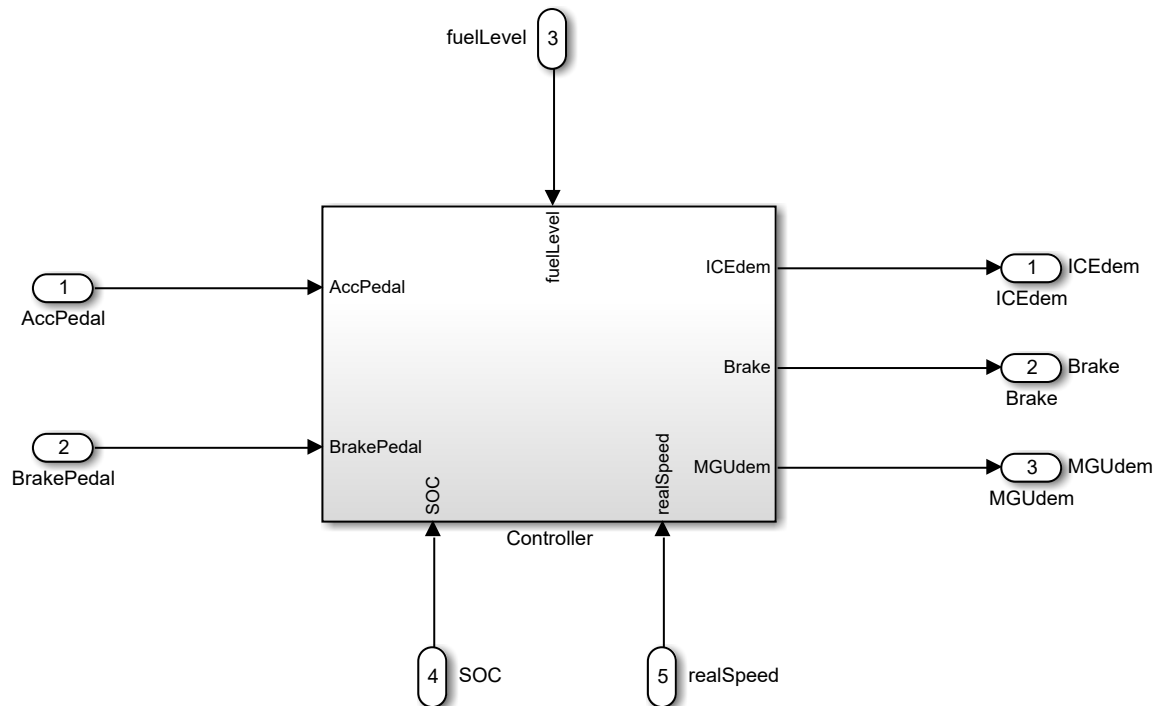 fuelLevel
3
fuelLevel
ICEdem
1
ICEdem
ICEdem
1
AccPedal
AccPedal
Brake
2
Brake
Brake
2
BrakePedal
BrakePedal
SOC
realSpeed
MGUdem
3
MGUdem
MGUdem
Controller
4
SOC
5
realSpeed